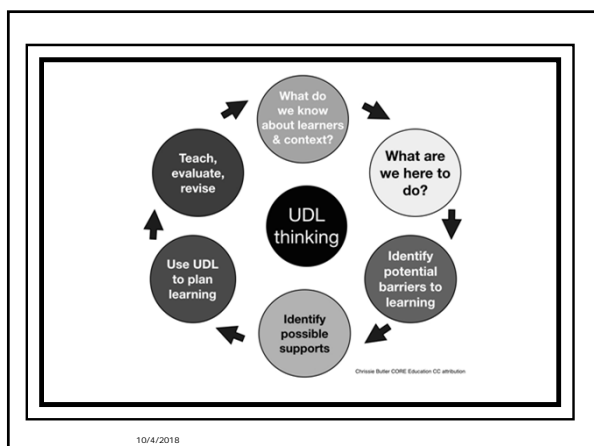 What do
we know
about learners
& context?
What are
we here to
do?
Identify
potential
barriers to
learning
Identify
possible
supports
Use UDL
to plan
learning
Teach,
evaluate,
revise
UDL
thinking
Chrissie Butler CORE Education CC attribution
10/4/2018